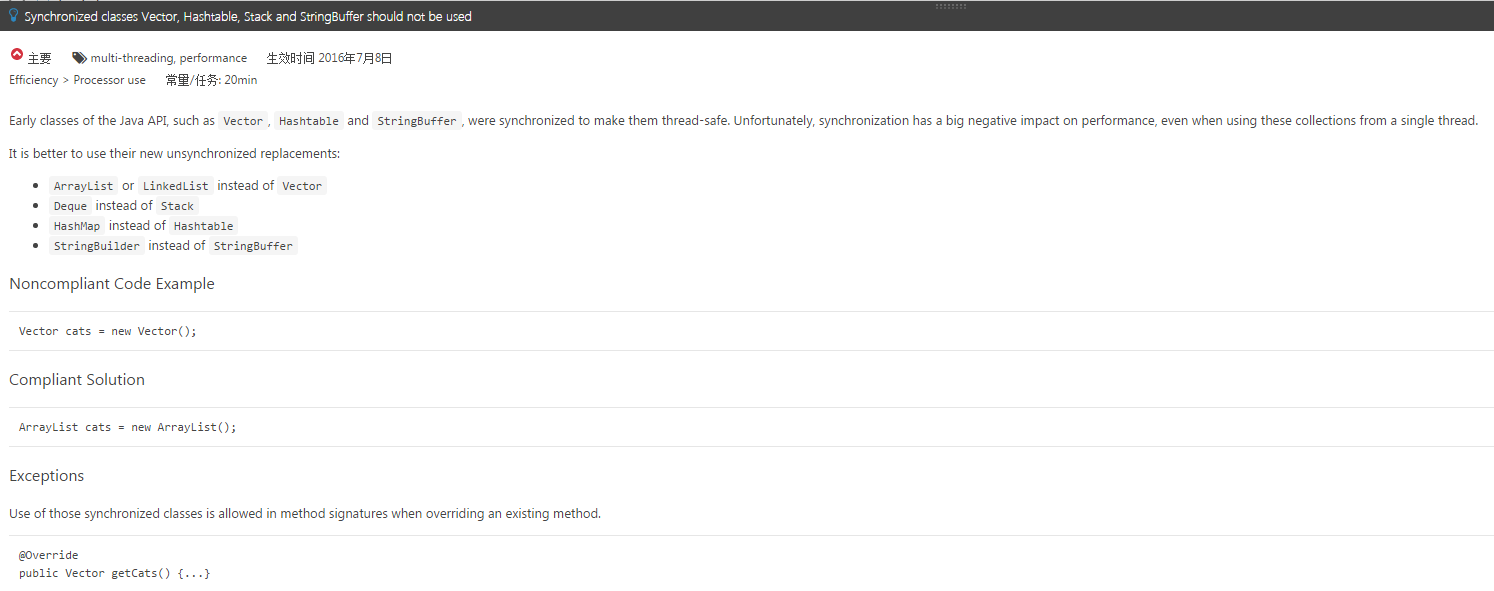 Synchronized classes Vector, Hashtable, Stack and StringBuffer should not be used
主要 multi-threading, performance 生效时间 2016年7月8日
Efficiency > Processor use 常量/任务: 20min
Early classes of the Java API, such as Vector, Hashtable and StringBuffer, were synchronized to make them thread-safe. Unfortunately, synchronization has a big negative impact on performance, even when using these collections from a single thread.
It is better to use their new unsynchronized replacements:
ArrayList or LinkedList instead of Vector
Deque instead of Stack
HashMap instead of Hashtable
StringBuilder instead of StringBuffer
Noncompliant Code Example
Vector cats = new Vector();
Compliant Solution
ArrayList cats = new ArrayList();
Exceptions
Use of those synchronized classes is allowed in method signatures when overriding an existing method.
@Override
public Vector getCats() {...}